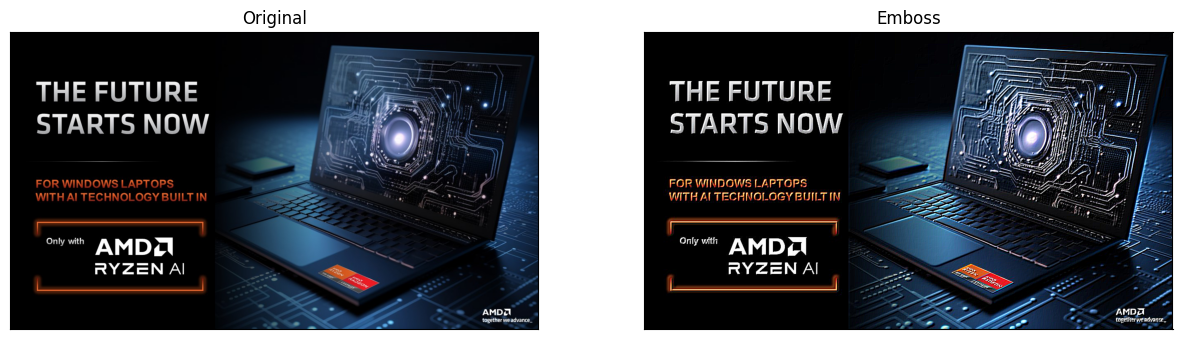 Original
THE FUTURE
STARTS NOW
FOR WINDOWS LAPTOPS
WITH AI TECHNOLOGY BUILT IN
Only with
AMD
RYZEN AI
AMD
together we advance_
Emboss
THE FUTURE
STARTS NOW
FOR WINDOWS LAPTOPS
WITH AI TECHNOLOGY BUILT IN
Only with
AMD
RYZEN AI
AMD
together we advance_